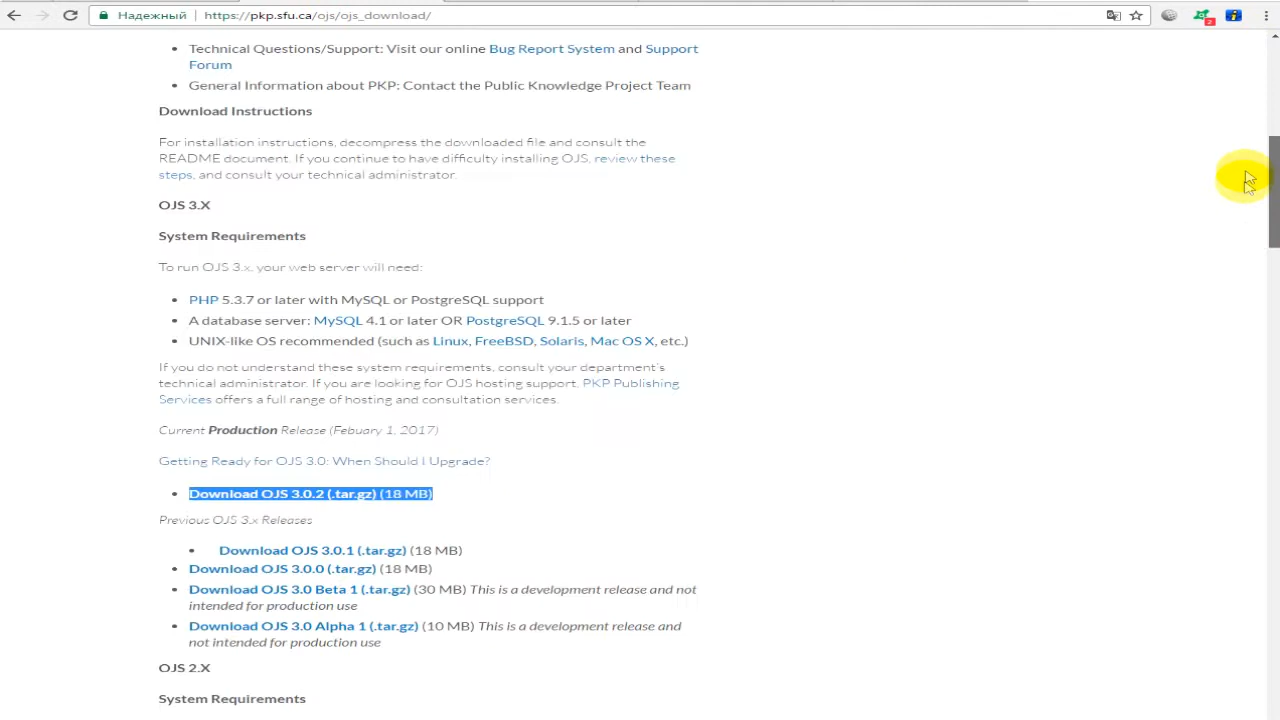 Надежный https://pkp.sfu.ca/ojs/ojs_download/
2
• Technical Questions/Support: Visit our online Bug Report System and Support
Forum
• General Information about PKP: Contact the Public Knowledge Project Team
Download Instructions
For installation instructions, decompress the downloaded file and consult the
README document. If you continue to have difficulty installing OJS, review these
steps, and consult your technical administrator.
OJS 3.X
System Requirements
To run OJS 3.x, your web server will need:
• PHP 5.3.7 or later with MySQL or PostgreSQL support
• A database server: MySQL 4.1 or later OR PostgreSQL 9.1.5 or later
• UNIX-like OS recommended (such as Linux, FreeBSD, Solaris, Mac OS X, etc.)
If you do not understand these system requirements, consult your department's
technical administrator. If you are looking for OJS hosting support, PKP Publishing
Services offers a full range of hosting and consultation services.
Current Production Release (Febuary 1, 2017)
Getting Ready for OJS 3.0: When Should I Upgrade?
• Download OJS 3.0.2 (.tar.gz) (18 MB)
Previous OJS 3.x Releases
• Download OJS 3.0.1 (.tar.gz) (18 MB)
• Download OJS 3.0.0 (.tar.gz) (18 MB)
• Download OJS 3.0 Beta 1 (.tar.gz) (30 MB) This is a development release and not
intended for production use
• Download OJS 3.0 Alpha 1 (.tar.gz) (10 MB) This is a development release and
not intended for production use
OJS 2.X
System Requirements